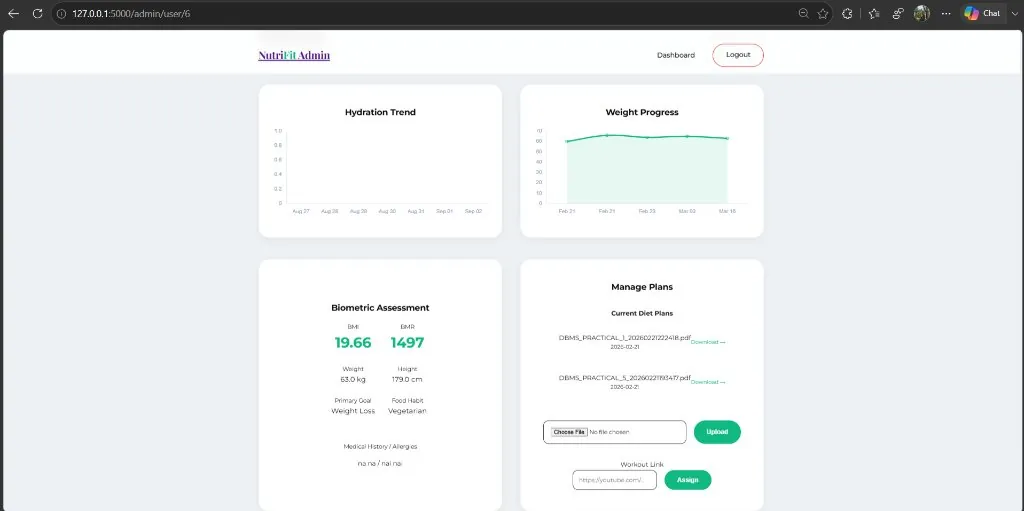 127.0.0.1:5000/admin/user/6
Chat
NutriFit Admin
Dashboard
Logout
Hydration Trend
1.0
0.8
0.6
0.4
0.2
0
Aug 27 Aug 28 Aug 29 Aug 30 Aug 31 Sep 01 Sep 02
Weight Progress
70
60
50
40
30
20
10
0
Feb 21 Feb 21 Feb 23 Mar 03 Mar 15
Biometric Assessment
BMI BMR
19.66 1497
Weight Height
63.0 kg 179.0 cm
Primary Goal Food Habit
Weight Loss Vegetarian
Medical History / Allergies
na na / nai nai
Manage Plans
Current Diet Plans
DBMS_PRACTICAL_1_20260221222418.pdf Download →
2026-02-21
DBMS_PRACTICAL_5_20260221193417.pdf Download →
2026-02-21
Choose File No file chosen Upload
Workout Link
https://youtube.com/... Assign